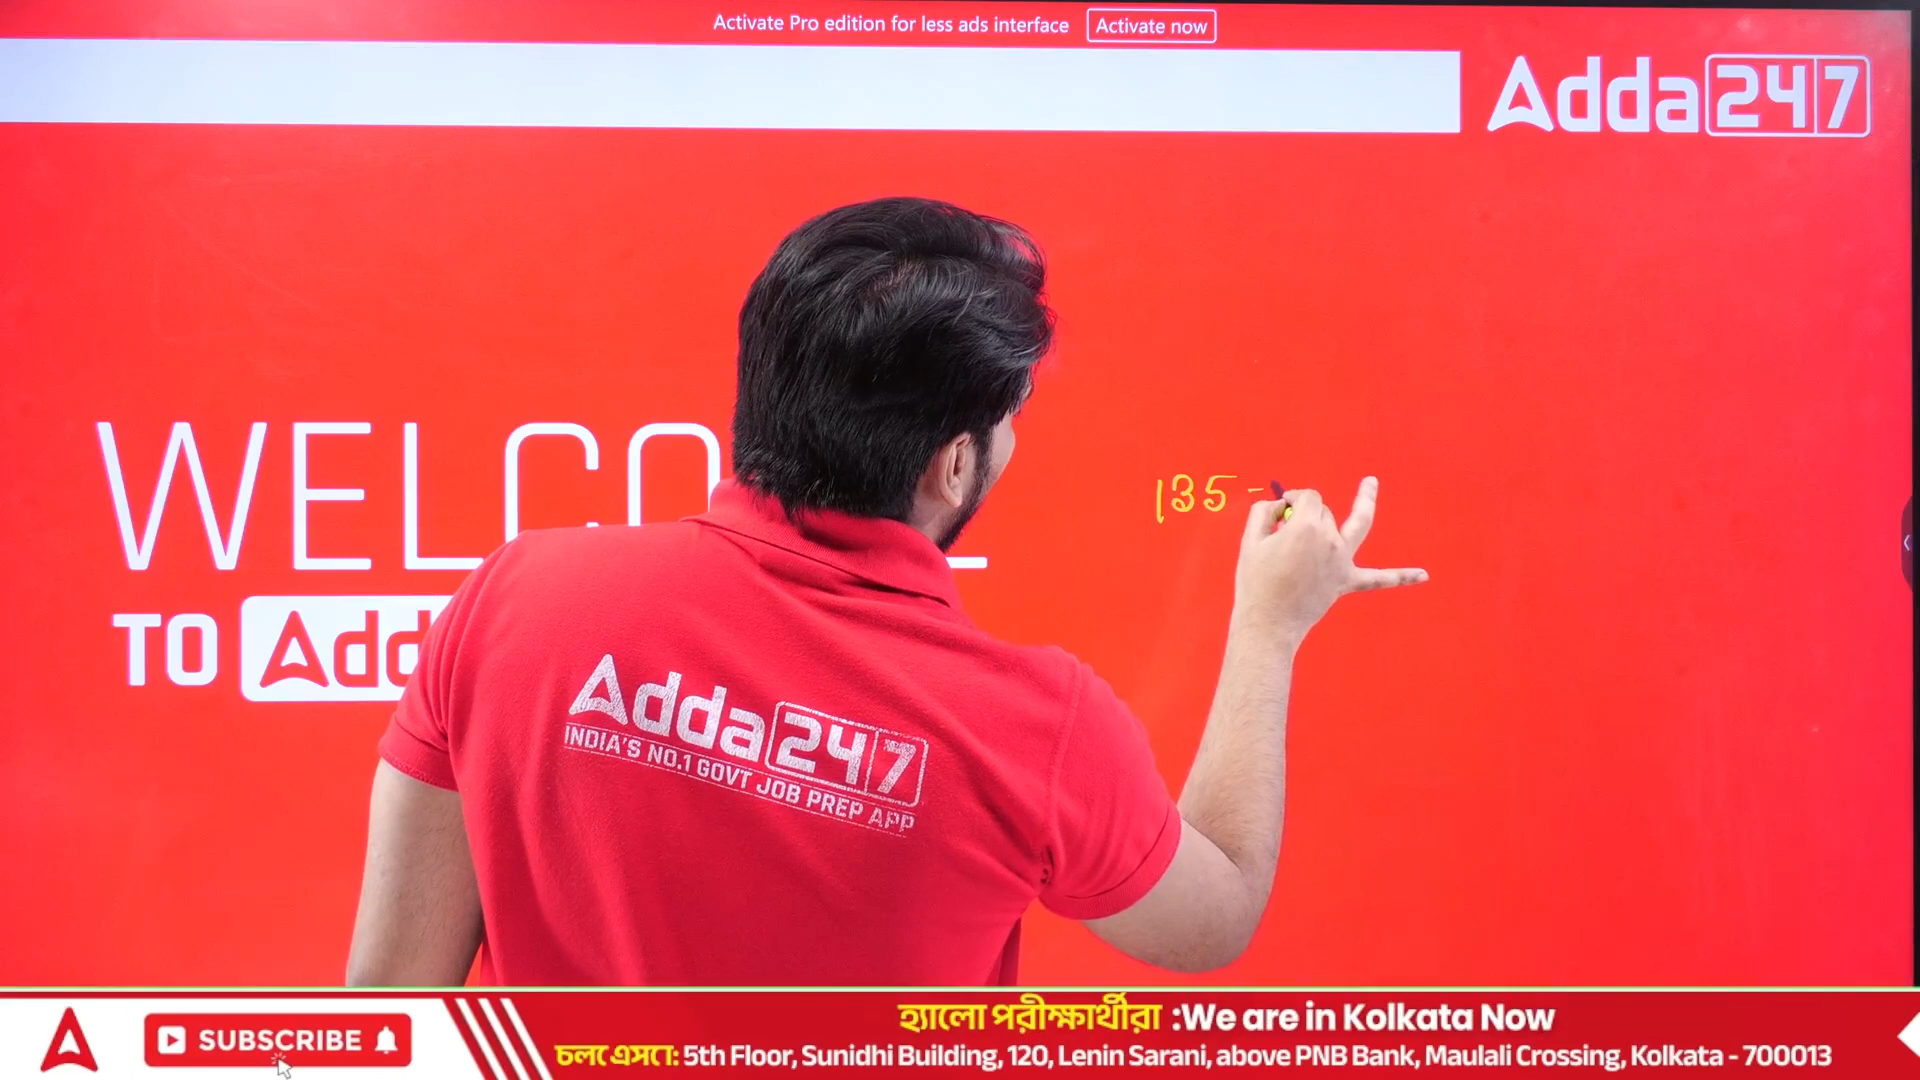 Activate Pro edition for less ads interface Activate now
Adda247
WELCO
TO Add
135 -
Adda247
INDIA'S NO.1 GOVT JOB PREP APP
SUBSCRIBE
হ্যালো পরীক্ষার্থীরা :We are in Kolkata Now
চলে এসো: 5th Floor, Sunidhi Building, 120, Lenin Sarani, above PNB Bank, Maulali Crossing, Kolkata - 700013